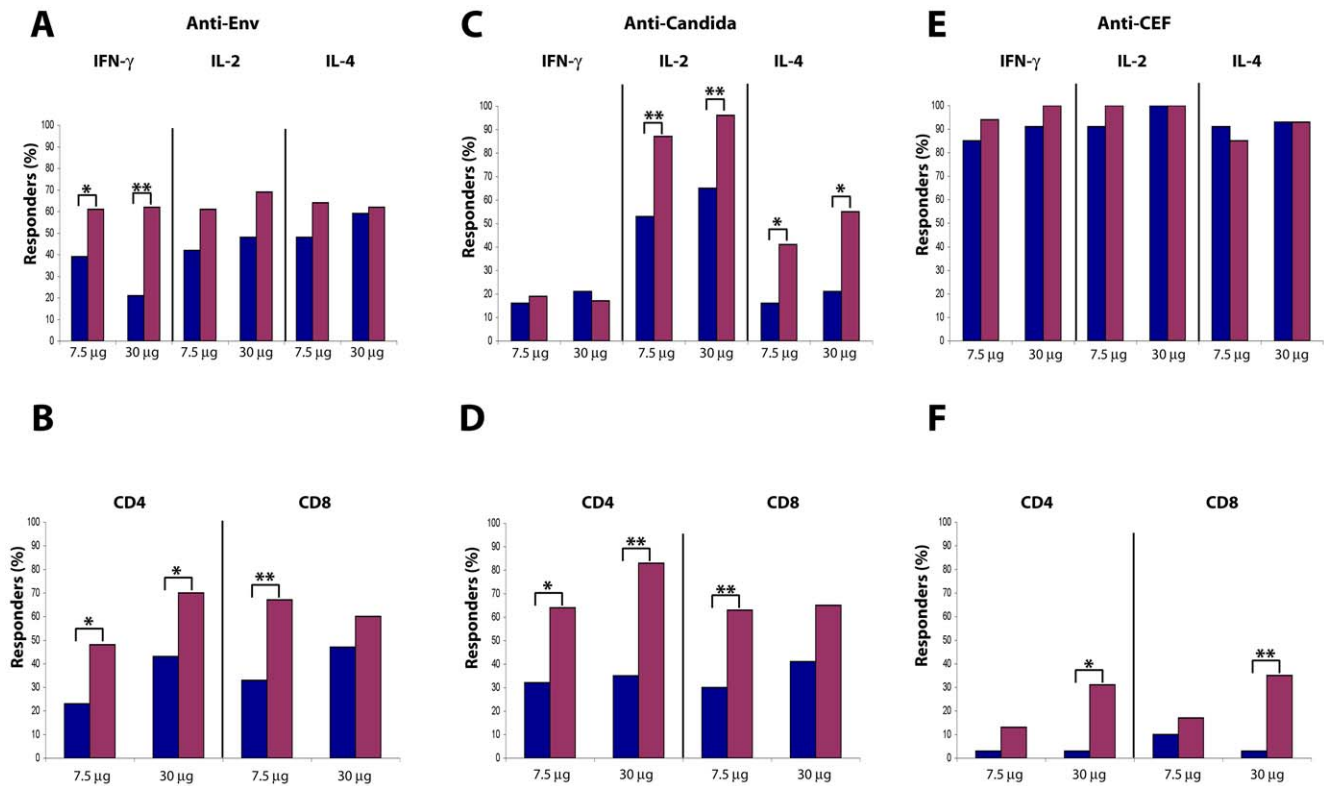 A
Anti-Env
IFN-γ IL-2 IL-4
Responders (%)
100
90
80
70
60
50
40
30
20
10
0
* **
7.5 µg 30 µg 7.5 µg 30 µg 7.5 µg 30 µg
C
Anti-Candida
IFN-γ IL-2 IL-4
Responders (%)
100
90
80
70
60
50
40
30
20
10
0
** ** * *
7.5 µg 30 µg 7.5 µg 30 µg 7.5 µg 30 µg
E
Anti-CEF
IFN-γ IL-2 IL-4
Responders (%)
100
90
80
70
60
50
40
30
20
10
0
7.5 µg 30 µg 7.5 µg 30 µg 7.5 µg 30 µg
B
CD4 CD8
Responders (%)
100
90
80
70
60
50
40
30
20
10
0
* * **
7.5 µg 30 µg 7.5 µg 30 µg
D
CD4 CD8
Responders (%)
100
90
80
70
60
50
40
30
20
10
0
* ** **
7.5 µg 30 µg 7.5 µg 30 µg
F
CD4 CD8
Responders (%)
100
90
80
70
60
50
40
30
20
10
0
* **
7.5 µg 30 µg 7.5 µg 30 µg